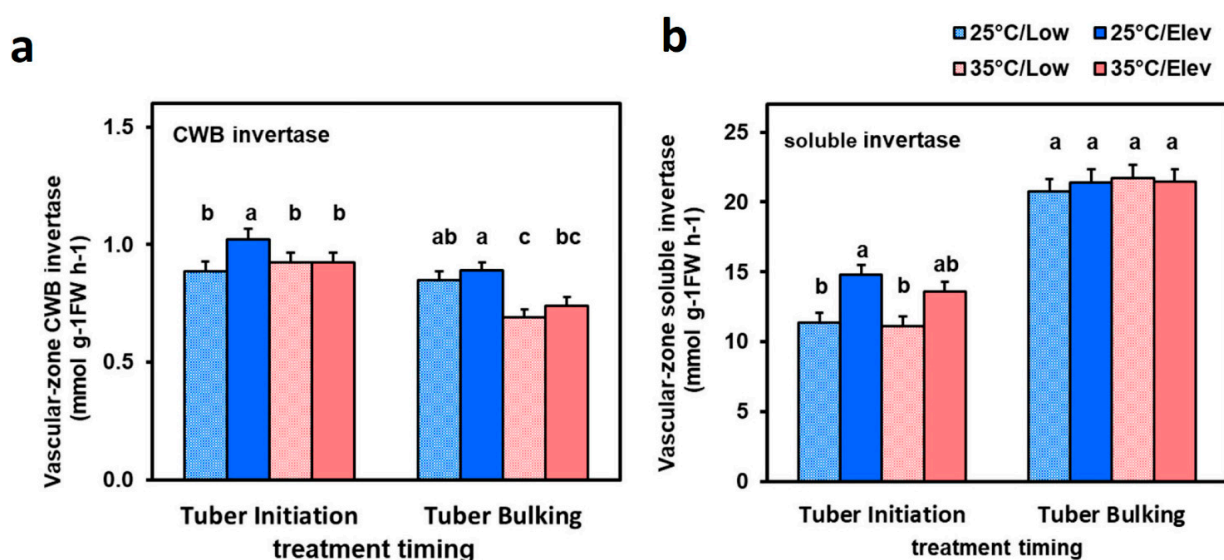 a
CWB invertase
Vascular-zone CWB invertase
(mmol g-1FW h-1)
1.5
1.0
0.5
0.0
b
a
b
b
ab
a
c
bc
Tuber Initiation
Tuber Bulking
treatment timing
b
25°C/Low
25°C/Elev
35°C/Low
35°C/Elev
soluble invertase
Vascular-zone soluble invertase
(mmol g-1FW h-1)
25
20
15
10
5
0
b
a
b
ab
a
a
a
a
Tuber Initiation
Tuber Bulking
treatment timing